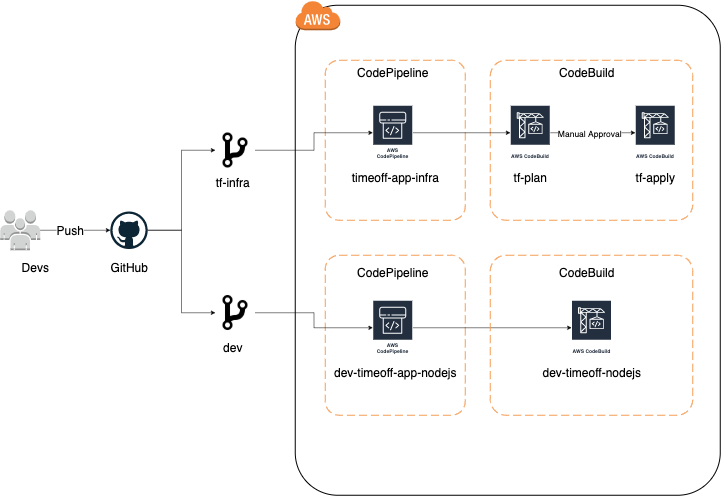 AWS
CodePipeline
CodeBuild
AWS
CodePipeline
AWS CodeBuild
Manual Approval
AWS CodeBuild
tf-infra
timeoff-app-infra
tf-plan
tf-apply
Push
Devs
GitHub
CodePipeline
CodeBuild
AWS
CodePipeline
AWS CodeBuild
dev
dev-timeoff-app-nodejs
dev-timeoff-nodejs